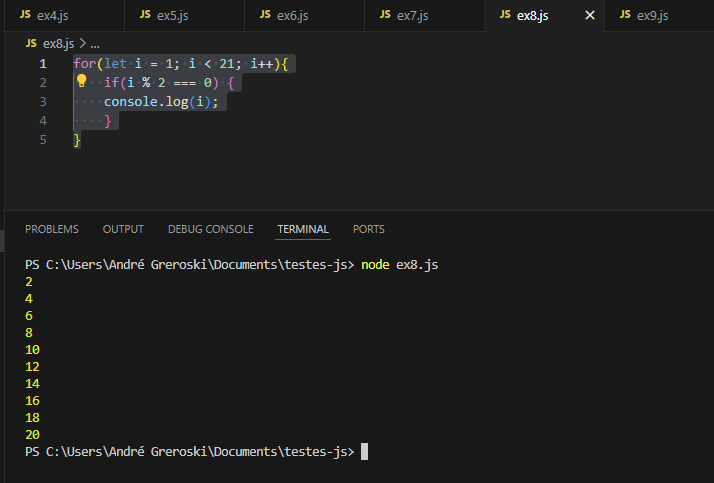 JS ex4.js JS ex5.js JS ex6.js JS ex7.js JS ex8.js × JS ex9.js
JS ex8.js > ...
1 for(let i = 1; i < 21; i++){
2 if(i % 2 === 0) {
3 console.log(i);
4 }
5 }
PROBLEMS OUTPUT DEBUG CONSOLE TERMINAL PORTS
PS C:\Users\André Greroski\Documents\testes-js> node ex8.js
2
4
6
8
10
12
14
16
18
20
PS C:\Users\André Greroski\Documents\testes-js>